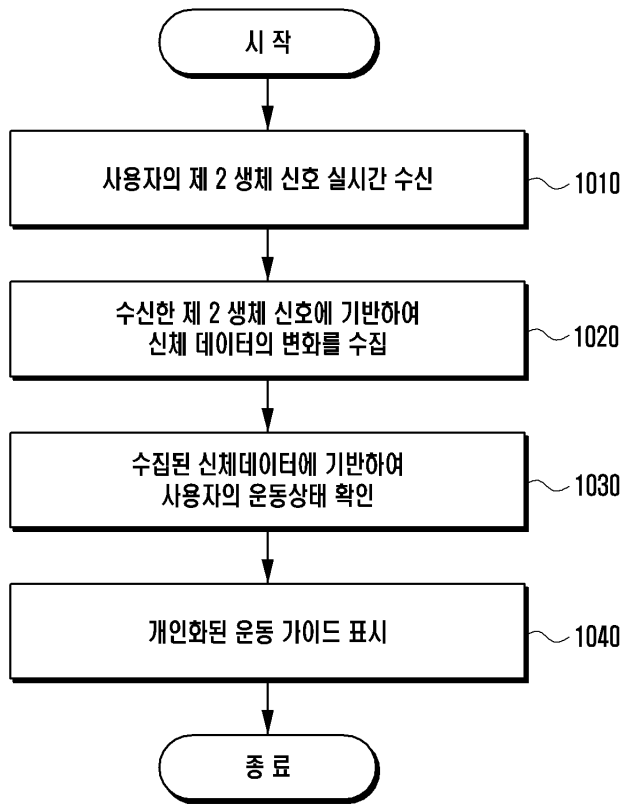 시 작
사용자의 제 2 생체 신호 실시간 수신
1010
수신한 제 2 생체 신호에 기반하여
신체 데이터의 변화를 수집
1020
수집된 신체데이터에 기반하여
사용자의 운동상태 확인
1030
개인화된 운동 가이드 표시
1040
종 료